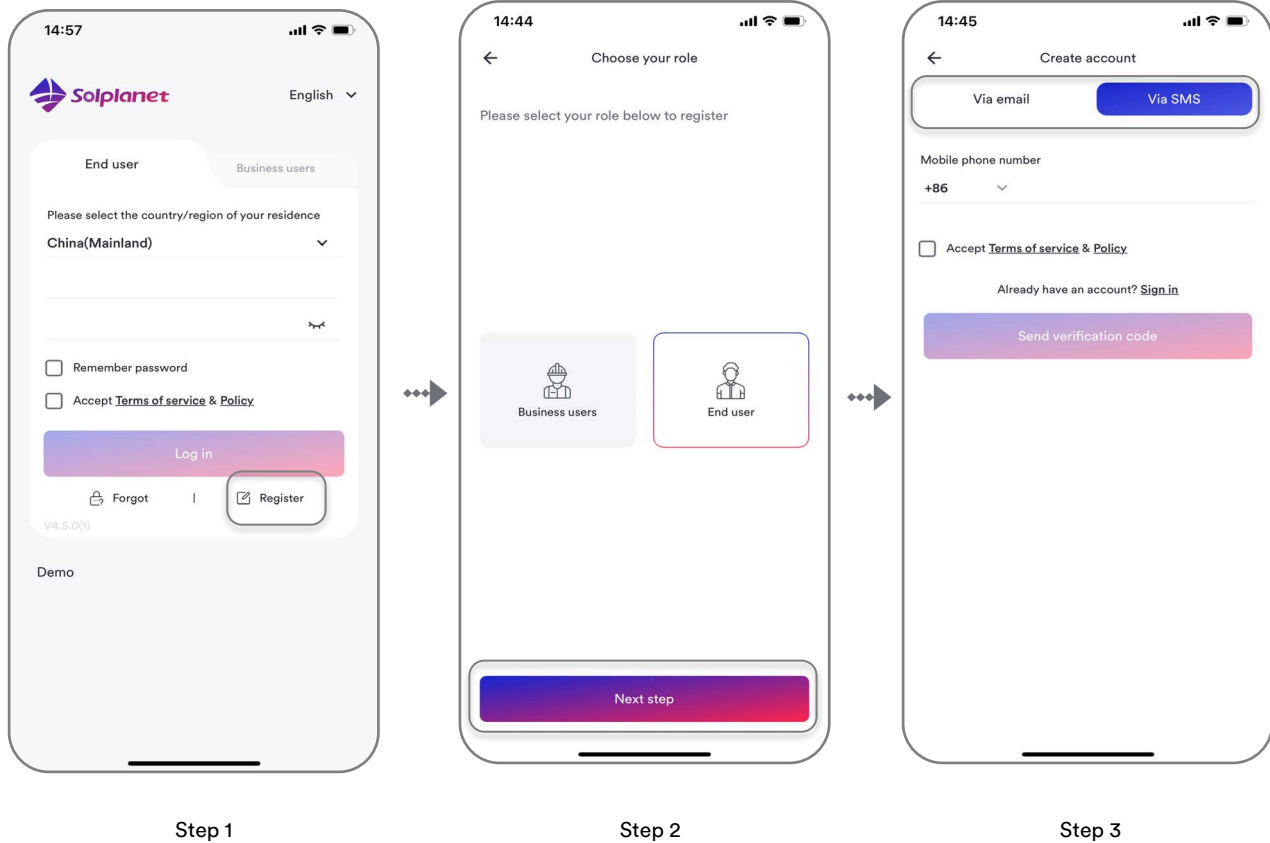 14:57
Solplanet
English
End user
Business users
Please select the country/region of your residence
China(Mainland)
Remember password
Accept Terms of service & Policy
Log in
Forgot | Register
V4.5.0(1)
Demo
Step 1
14:44
Choose your role
Please select your role below to register
Business users
End user
Next step
Step 2
14:45
Create account
Via email
Via SMS
Mobile phone number
+86
Accept Terms of service & Policy
Already have an account? Sign in
Send verification code
Step 3